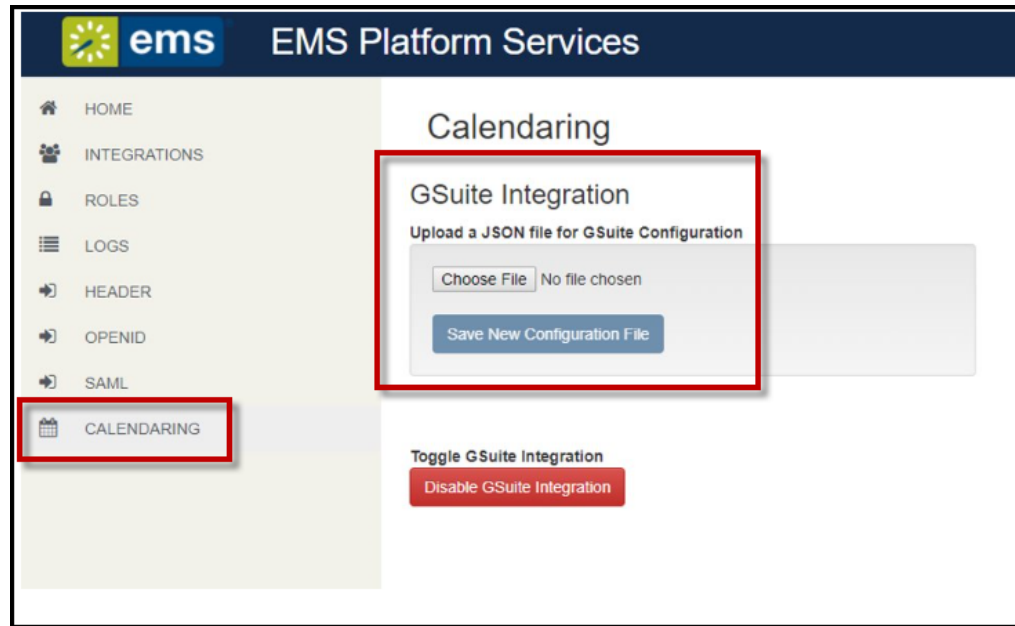 ems EMS Platform Services
HOME
INTEGRATIONS
ROLES
LOGS
HEADER
OPENID
SAML
CALENDARING
Calendaring
GSuite Integration
Upload a JSON file for GSuite Configuration
Choose File No file chosen
Save New Configuration File
Toggle GSuite Integration
Disable GSuite Integration